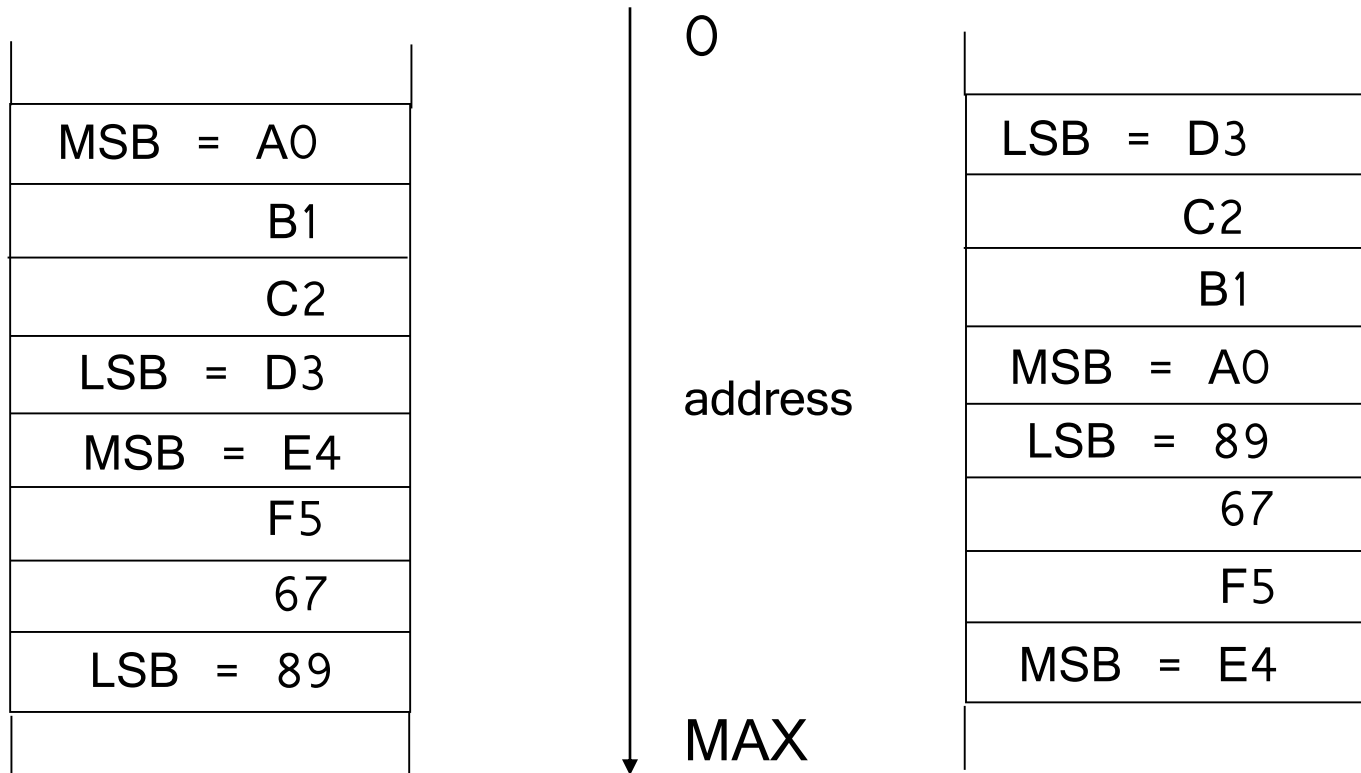 MSB = A0
B1
C2
LSB = D3
MSB = E4
F5
67
LSB = 89
0
address
MAX
LSB = D3
C2
B1
MSB = A0
LSB = 89
67
F5
MSB = E4